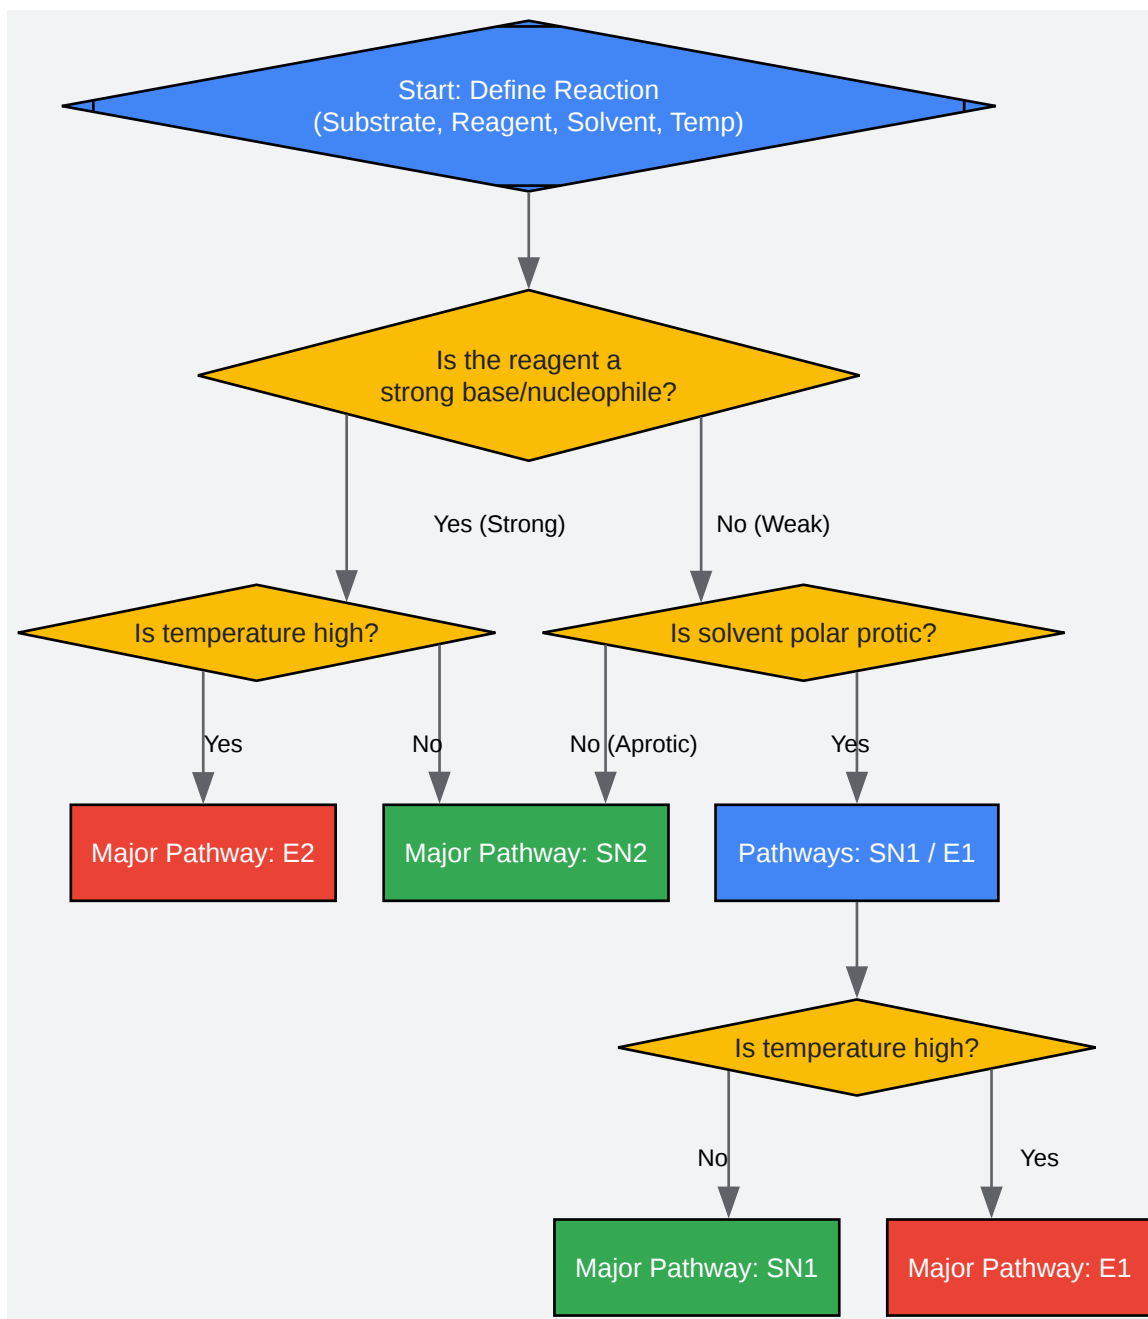 Start: Define Reaction
(Substrate, Reagent, Solvent, Temp)
Is the reagent a
strong base/nucleophile?
Yes (Strong)
No (Weak)
Is temperature high?
Is solvent polar protic?
Yes
No
No (Aprotic)
Yes
Major Pathway: E2
Major Pathway: SN2
Pathways: SN1 / E1
Is temperature high?
No
Yes
Major Pathway: SN1
Major Pathway: E1